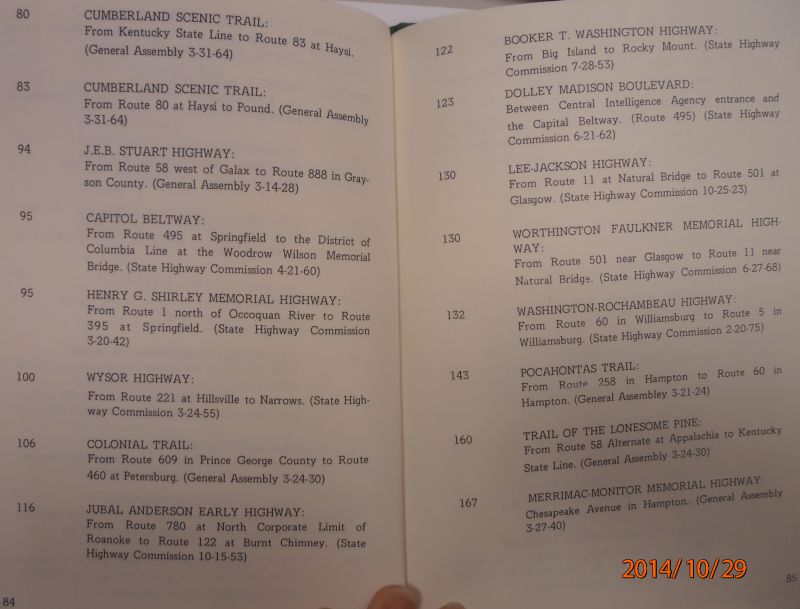 80 CUMBERLAND SCENIC TRAIL:
From Kentucky State Line to Route 83 at Haysi.
(General Assembly 3-31-64)
83 CUMBERLAND SCENIC TRAIL:
From Route 80 at Haysi to Pound. (General Assembly
3-31-64)
94 J.E.B. STUART HIGHWAY:
From Route 58 west of Galax to Route 888 in Gray-
son County. (General Assembly 3-14-28)
95 CAPITOL BELTWAY:
From Route 495 at Springfield to the District of
Columbia Line at the Woodrow Wilson Memorial
Bridge. (State Highway Commission 4-21-60)
95 HENRY G. SHIRLEY MEMORIAL HIGHWAY:
From Route 1 north of Occoquan River to Route
395 at Springfield. (State Highway Commission
3-20-42)
100 WYSOR HIGHWAY:
From Route 221 at Hillsville to Narrows. (State High-
way Commission 3-24-55)
106 COLONIAL TRAIL:
From Route 609 in Prince George County to Route
460 at Petersburg. (General Assembly 3-24-30)
116 JUBAL ANDERSON EARLY HIGHWAY:
From Route 780 at North Corporate Limit of
Roanoke to Route 122 at Burnt Chimney. (State
Highway Commission 10-15-53)
84
122 BOOKER T. WASHINGTON HIGHWAY:
From Big Island to Rocky Mount. (State Highway
Commission 7-28-53)
123 DOLLEY MADISON BOULEVARD:
Between Central Intelligence Agency entrance and
the Capital Beltway. (Route 495) (State Highway
Commission 6-21-62)
130 LEE-JACKSON HIGHWAY:
From Route 11 at Natural Bridge to Route 501 at
Glasgow. (State Highway Commission 10-25-23)
130 WORTHINGTON FAULKNER MEMORIAL HIGH-
WAY:
From Route 501 near Glasgow to Route 11 near
Natural Bridge. (State Highway Commission 6-27-68)
132 WASHINGTON-ROCHAMBEAU HIGHWAY:
From Route 60 in Williamsburg to Route 5 in
Williamsburg. (State Highway Commission 2-20-75)
143 POCAHONTAS TRAIL:
From Route 258 in Hampton to Route 60 in
Hampton. (General Assembley 3-21-24)
160 TRAIL OF THE LONESOME PINE:
From Route 58 Alternate at Appalachia to Kentucky
State Line. (General Assembly 3-24-30)
167 MERRIMAC-MONITOR MEMORIAL HIGHWAY:
Chesapeake Avenue in Hampton. (General Assembly
3-27-40)
2014/10/29
85